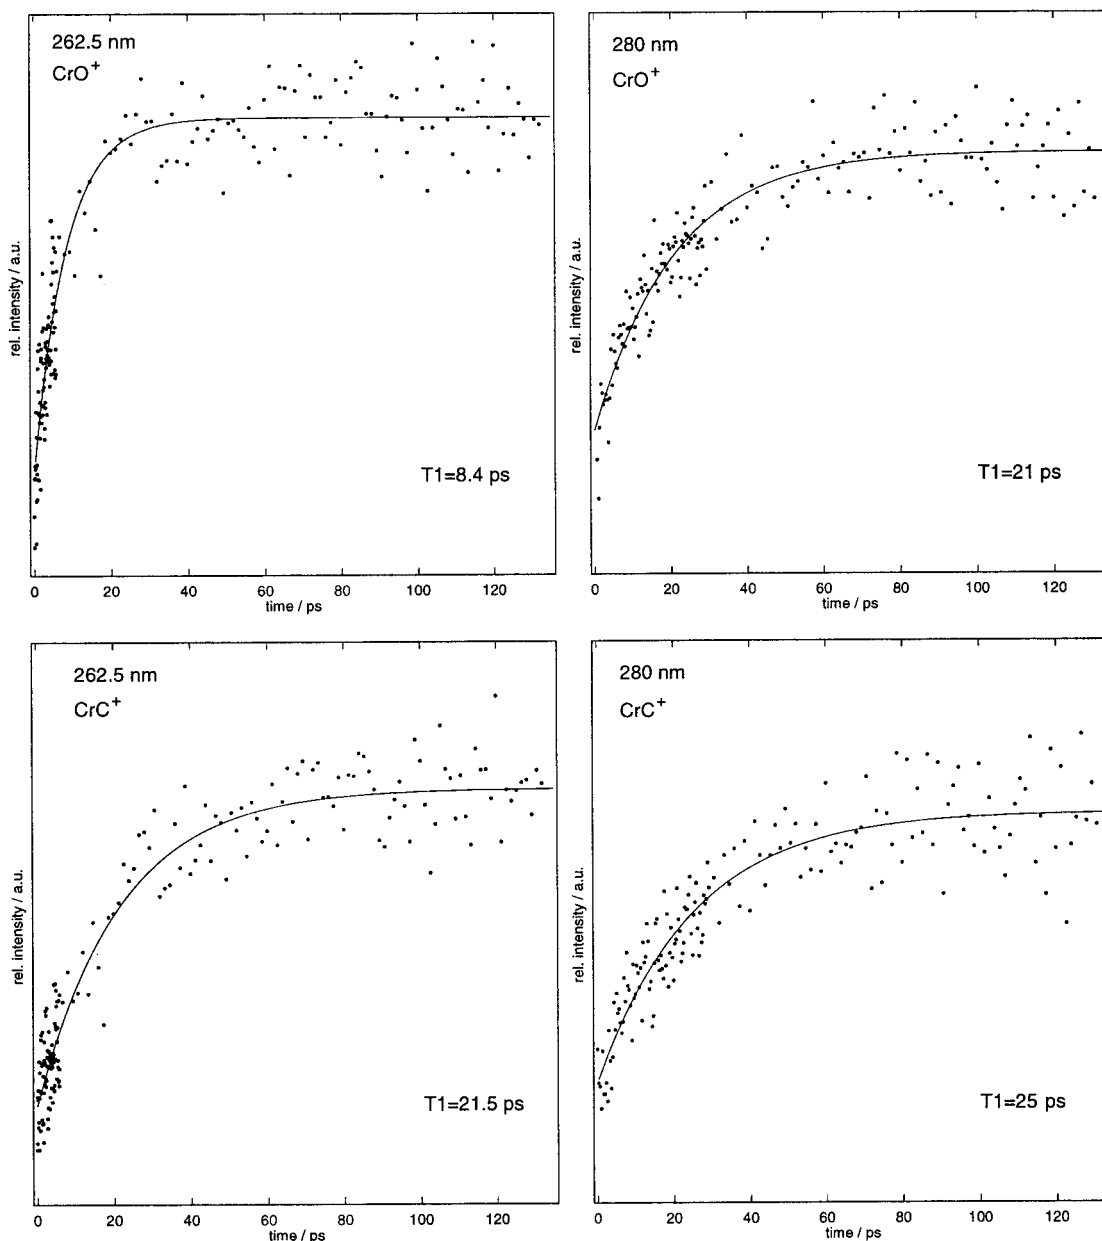 262.5 nm
CrO⁺
rel. intensity / a.u.
T1=8.4 ps
0 20 40 60 80 100 120
time / ps
280 nm
CrO⁺
rel. intensity / a.u.
T1=21 ps
0 20 40 60 80 100 120
time / ps
262.5 nm
CrC⁺
rel. intensity / a.u.
T1=21.5 ps
0 20 40 60 80 100 120
time / ps
280 nm
CrC⁺
rel. intensity / a.u.
T1=25 ps
0 20 40 60 80 100 120
time / ps